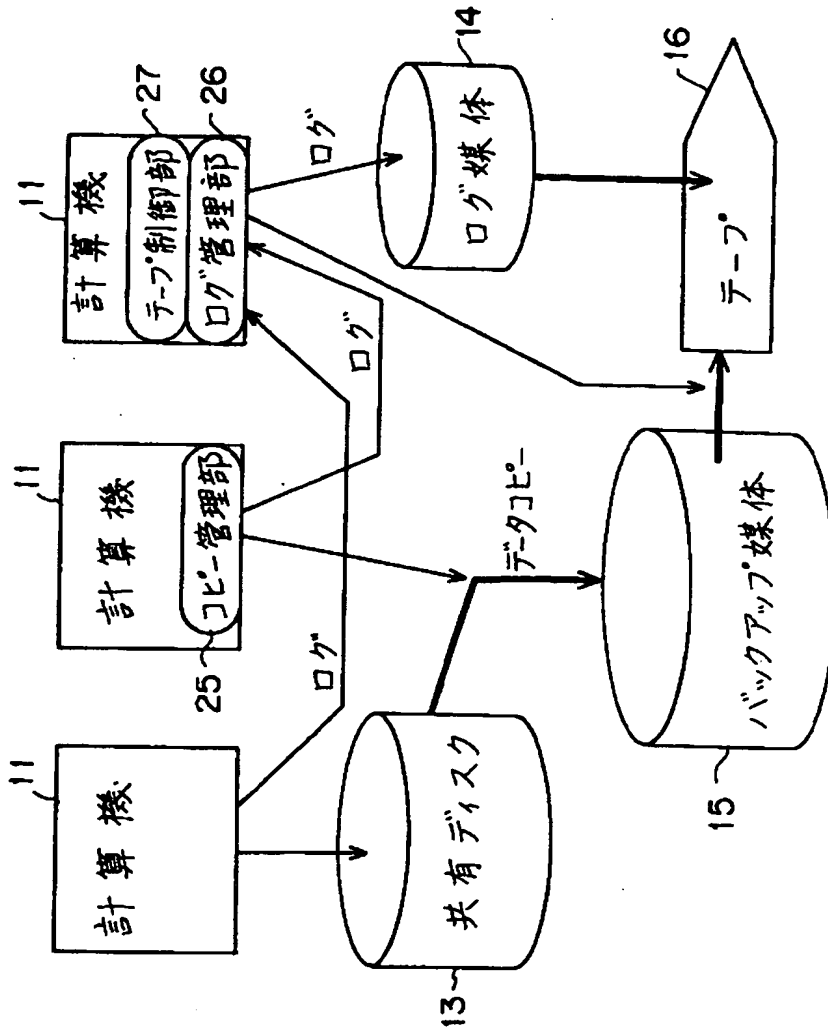 11
計算機
11
計算機
コピー管理部
25
11
計算機
テープ制御部
27
ログ管理部
26
ログ
ログ
ログ
共有ディスク
13
データコピー
バックアップ媒体
15
ログ媒体
14
テープ
16